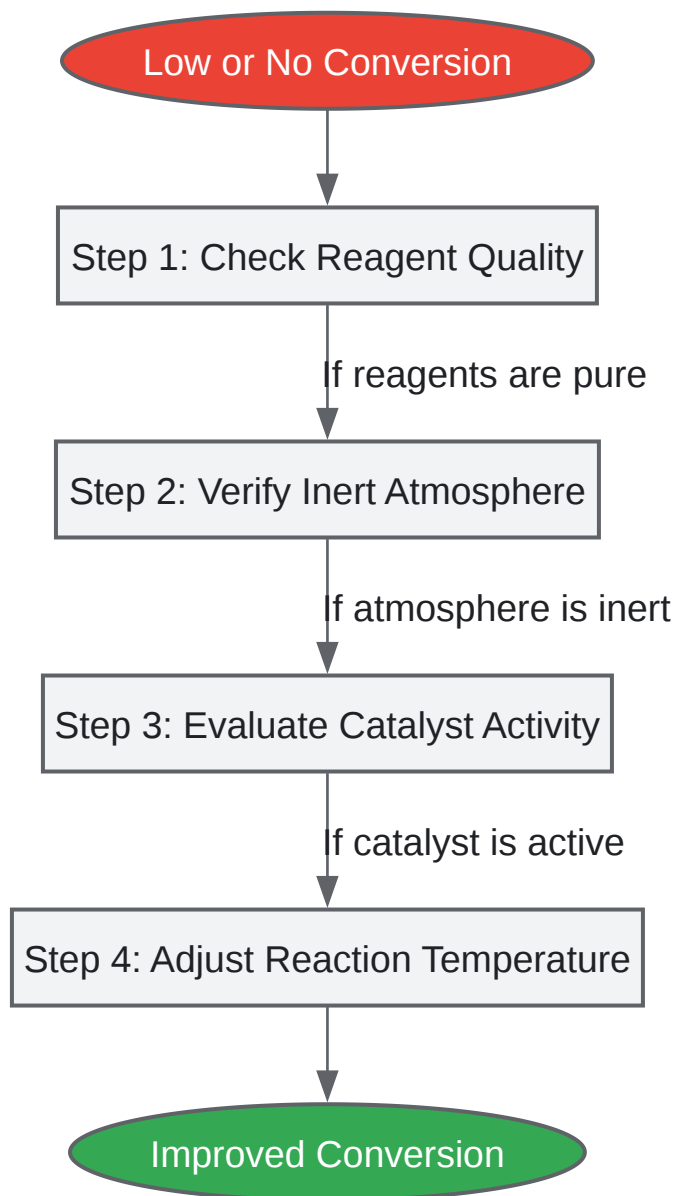 Low or No Conversion
Step 1: Check Reagent Quality
If reagents are pure
Step 2: Verify Inert Atmosphere
If atmosphere is inert
Step 3: Evaluate Catalyst Activity
If catalyst is active
Step 4: Adjust Reaction Temperature
Improved Conversion